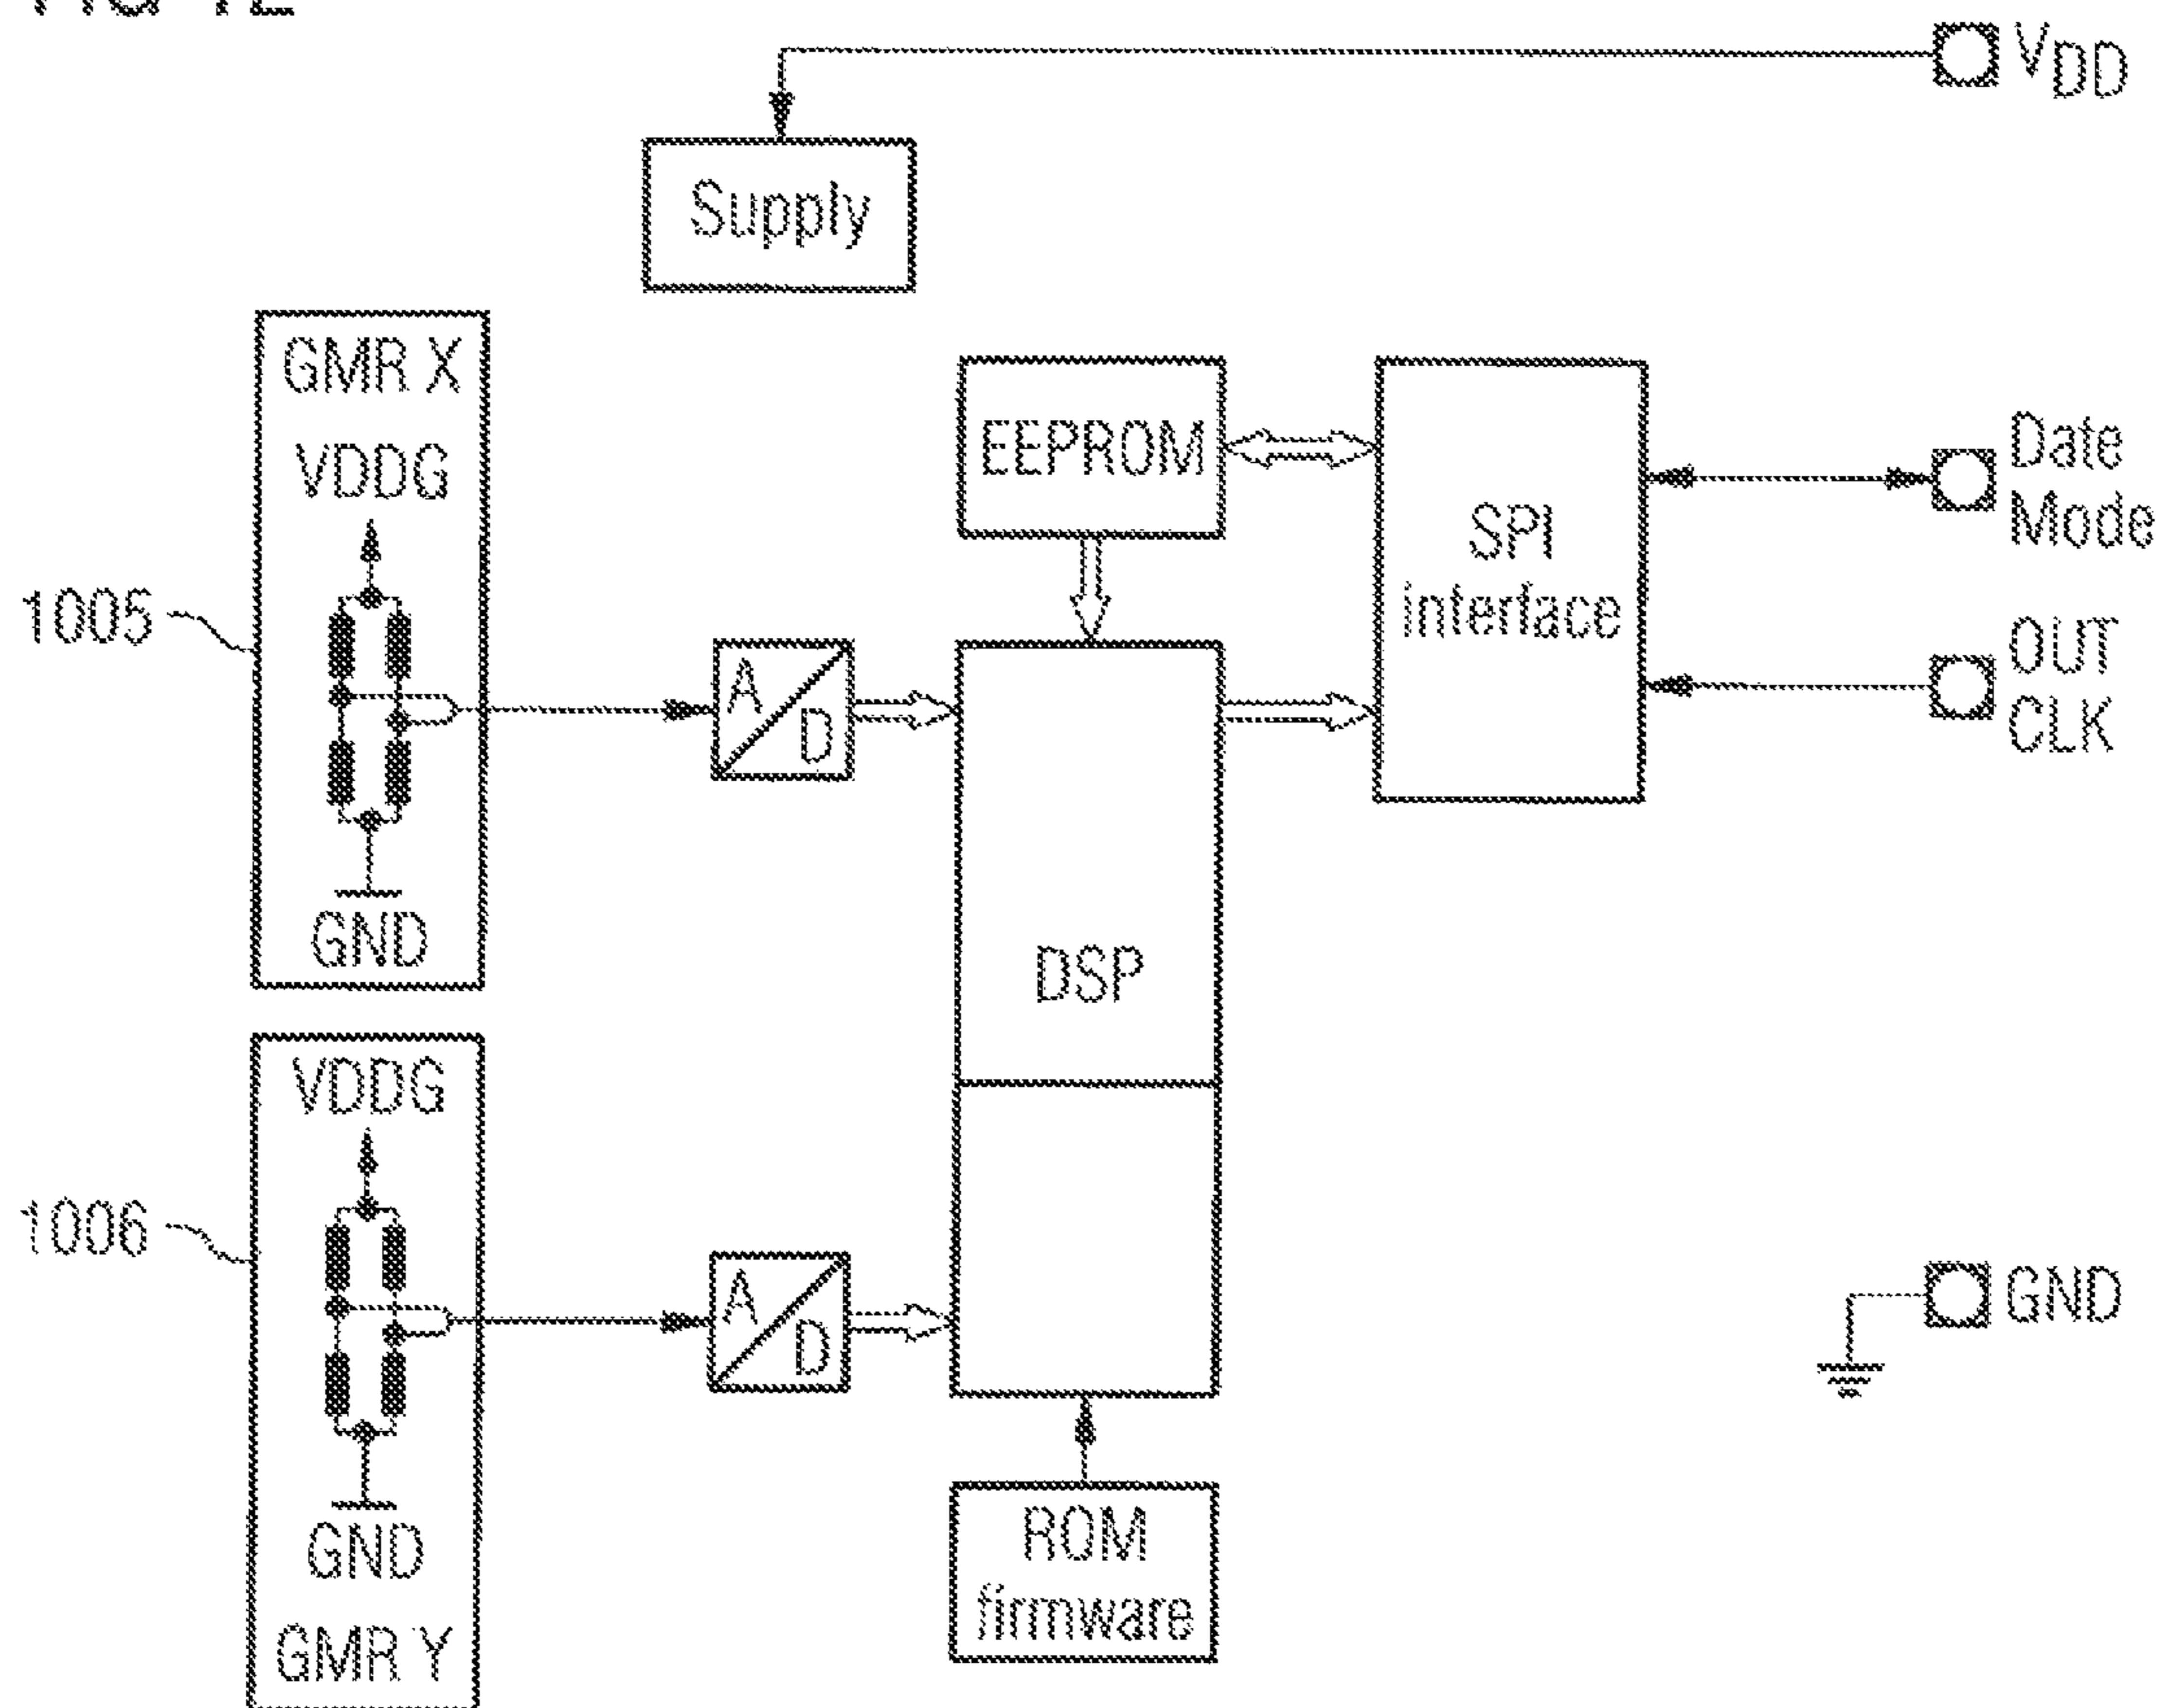 VDD
Supply
GMR X
VDDG
1005
GND
EEPROM
SPI
interface
Date
Mode
OUT
CLK
A
D
DSP
VDDG
1006
GND
GMR Y
A
D
GND
ROM
firmware